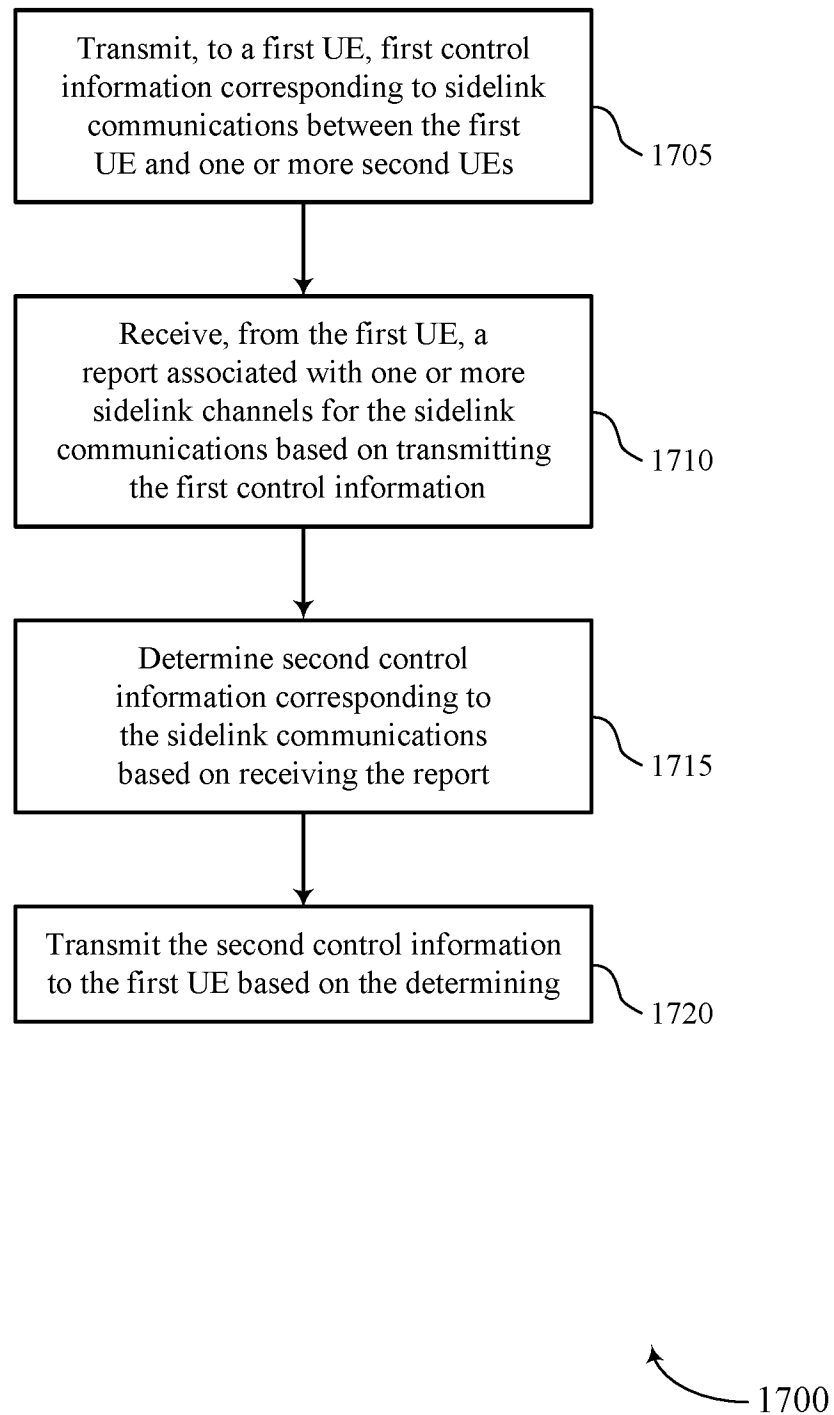 Transmit, to a first UE, first control
information corresponding to sidelink
communications between the first
UE and one or more second UEs
1705
Receive, from the first UE, a
report associated with one or more
sidelink channels for the sidelink
communications based on transmitting
the first control information
1710
Determine second control
information corresponding to
the sidelink communications
based on receiving the report
1715
Transmit the second control information
to the first UE based on the determining
1720
1700